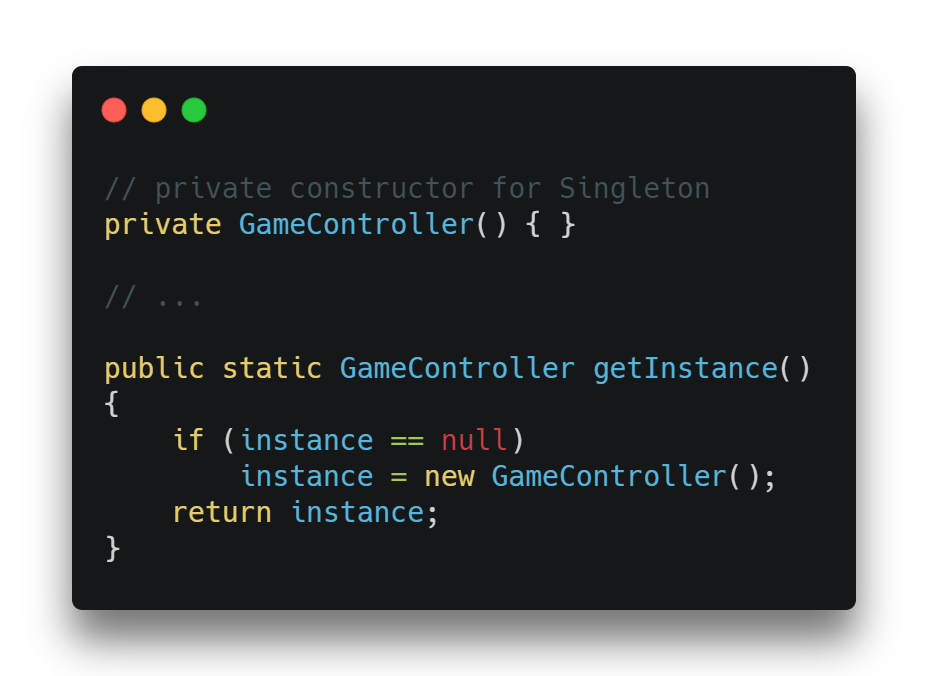 // private constructor for Singleton
private GameController() { }
// ...
public static GameController getInstance()
{
    if (instance == null)
        instance = new GameController();
    return instance;
}